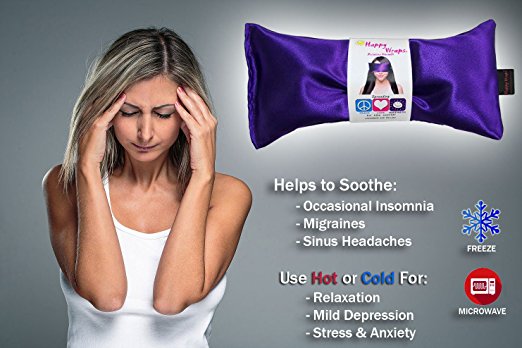 Happy Wraps.
Helps to Soothe:
- Occasional Insomnia
- Migraines
- Sinus Headaches
FREEZE
Use Hot or Cold For:
- Relaxation
- Mild Depression
- Stress & Anxiety
MICROWAVE